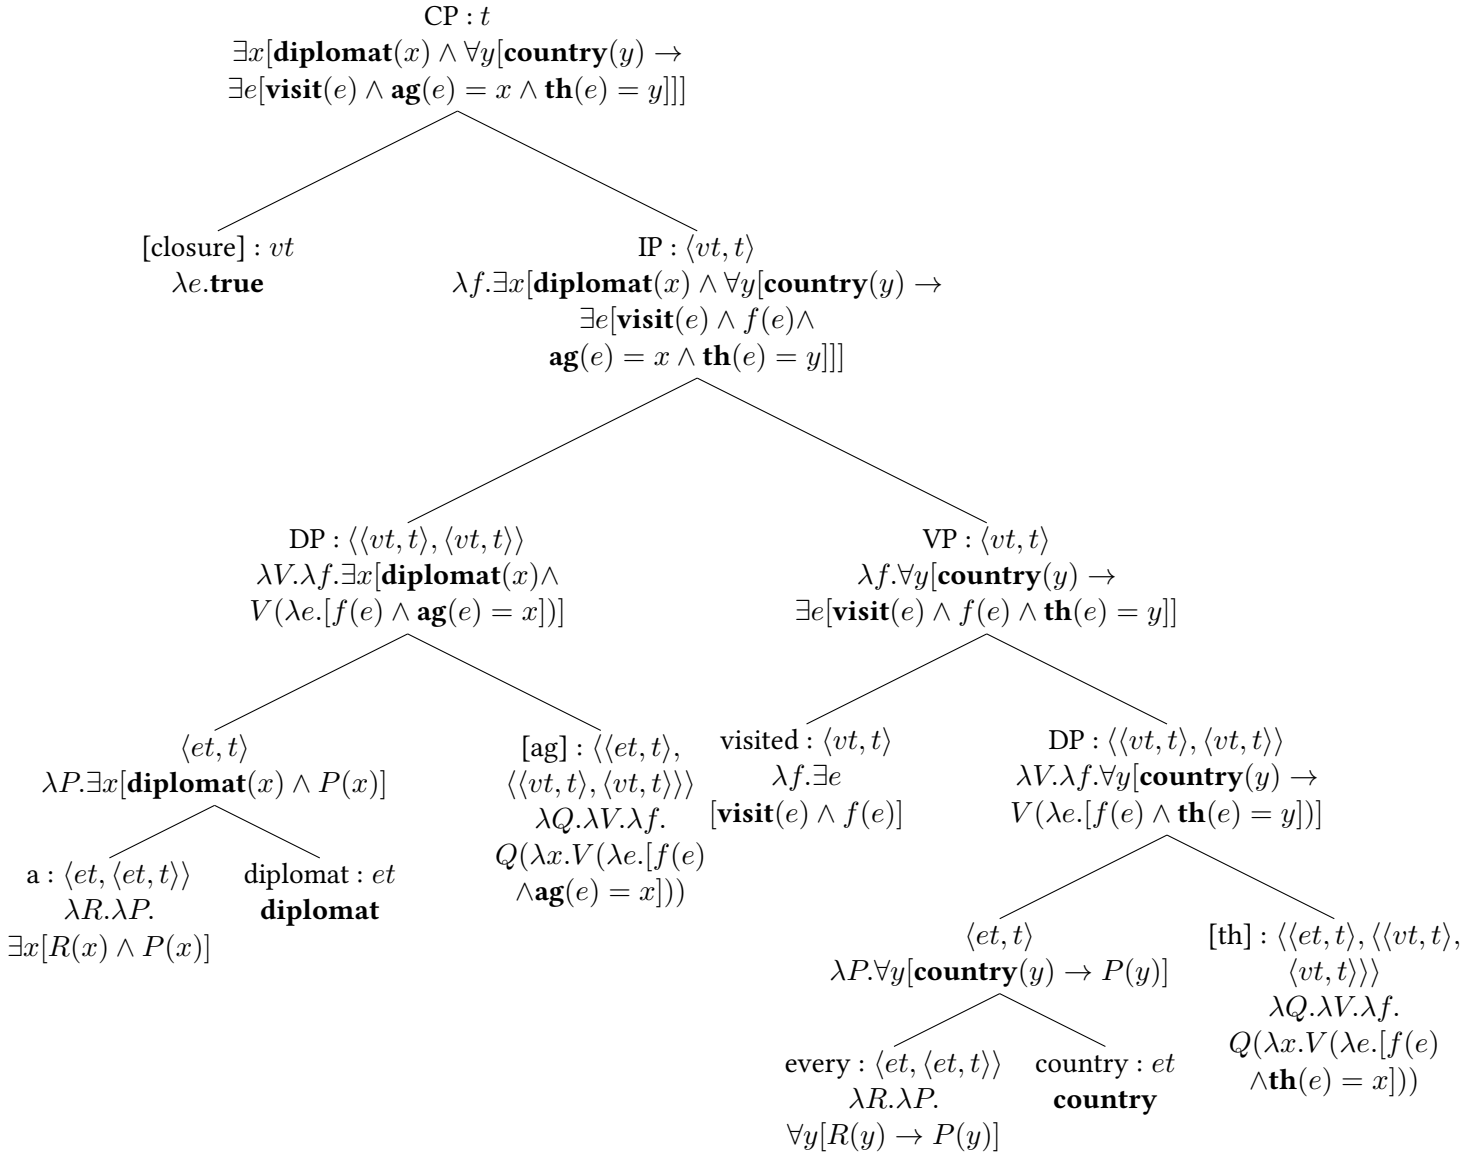 CP : t
∃x[diplomat(x) ∧ ∀y[country(y) →
∃e[visit(e) ∧ ag(e) = x ∧ th(e) = y]]]
[closure] : vt
λe.true
IP : ⟨vt, t⟩
λf.∃x[diplomat(x) ∧ ∀y[country(y) →
∃e[visit(e) ∧ f(e)∧
ag(e) = x ∧ th(e) = y]]]
DP : ⟨⟨vt, t⟩, ⟨vt, t⟩⟩
λV.λf.∃x[diplomat(x)∧
V(λe.[f(e) ∧ ag(e) = x])]
VP : ⟨vt, t⟩
λf.∀y[country(y) →
∃e[visit(e) ∧ f(e) ∧ th(e) = y]]
⟨et, t⟩
λP.∃x[diplomat(x) ∧ P(x)]
[ag] : ⟨⟨et, t⟩,
⟨⟨vt, t⟩, ⟨vt, t⟩⟩⟩
λQ.λV.λf.
Q(λx.V(λe.[f(e)
∧ag(e) = x]))
visited : ⟨vt, t⟩
λf.∃e
[visit(e) ∧ f(e)]
DP : ⟨⟨vt, t⟩, ⟨vt, t⟩⟩
λV.λf.∀y[country(y) →
V(λe.[f(e) ∧ th(e) = y])]
a : ⟨et, ⟨et, t⟩⟩
λR.λP.
∃x[R(x) ∧ P(x)]
diplomat : et
diplomat
⟨et, t⟩
λP.∀y[country(y) → P(y)]
[th] : ⟨⟨et, t⟩, ⟨⟨vt, t⟩,
⟨vt, t⟩⟩⟩
λQ.λV.λf.
Q(λx.V(λe.[f(e)
∧th(e) = x]))
every : ⟨et, ⟨et, t⟩⟩
λR.λP.
∀y[R(y) → P(y)]
country : et
country